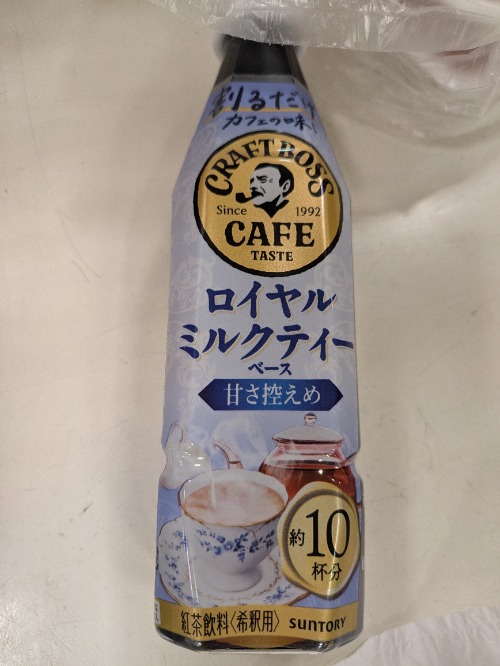 割るだけ
カフェの味!
CRAFT BOSS
Since 1992
CAFE
TASTE
ロイヤル
ミルクティー
ベース
甘さ控えめ
約10
杯分
紅茶飲料〈希釈用〉 SUNTORY